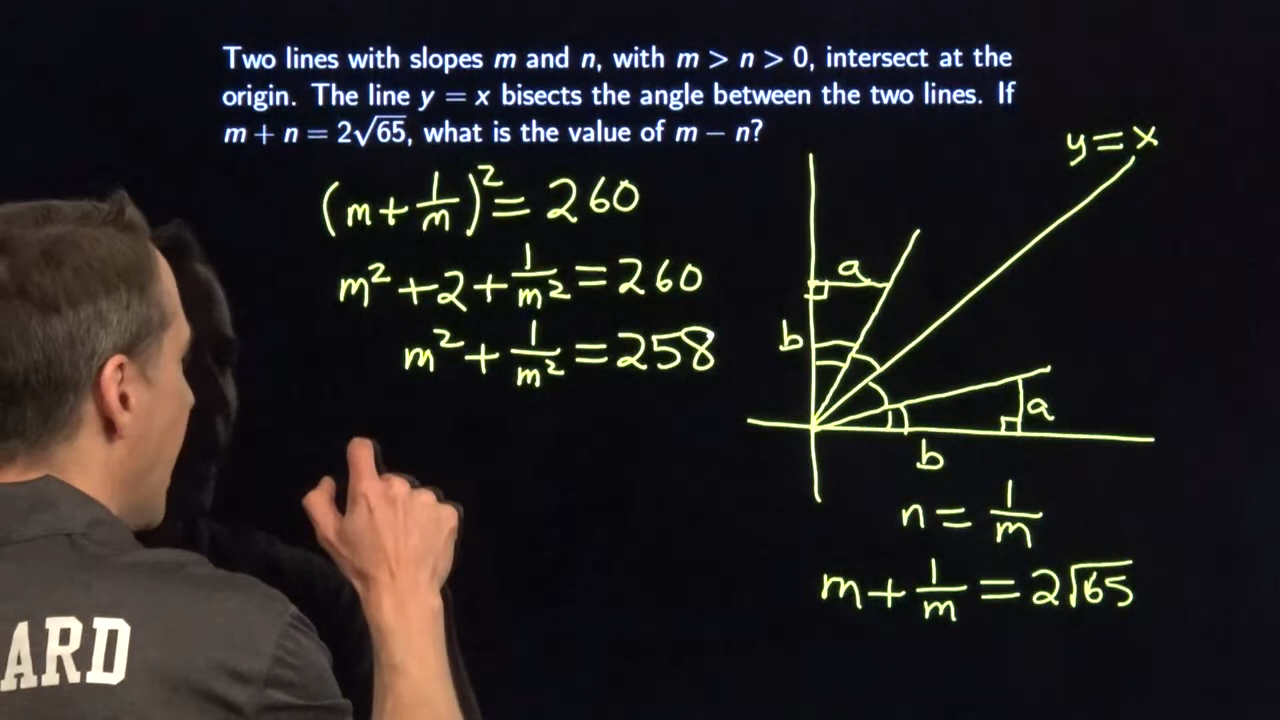 Two lines with slopes m and n, with m > n > 0, intersect at the
origin. The line y = x bisects the angle between the two lines. If
m + n = 2√65, what is the value of m − n?
(m + 1/m)² = 260
m² + 2 + 1/m² = 260
m² + 1/m² = 258
y = x
a
b
a
b
n = 1/m
m + 1/m = 2√65
ARD